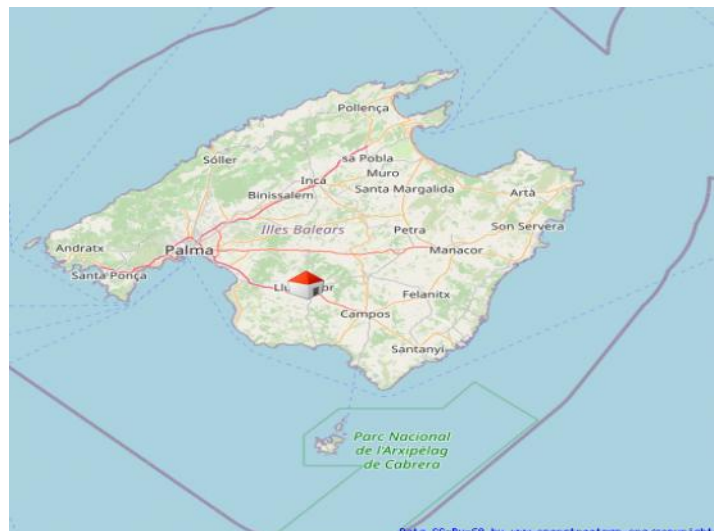 Pollença
Sóller
sa Pobla
Muro
Inca
Santa Margalida
Artà
Binissalem
Illes Balears
Petra
Son Servera
Andratx
Palma
Manacor
Santa Ponça
Felanitx
Campos
Santanyí
Parc Nacional
de l'Arxipèlag
de Cabrera